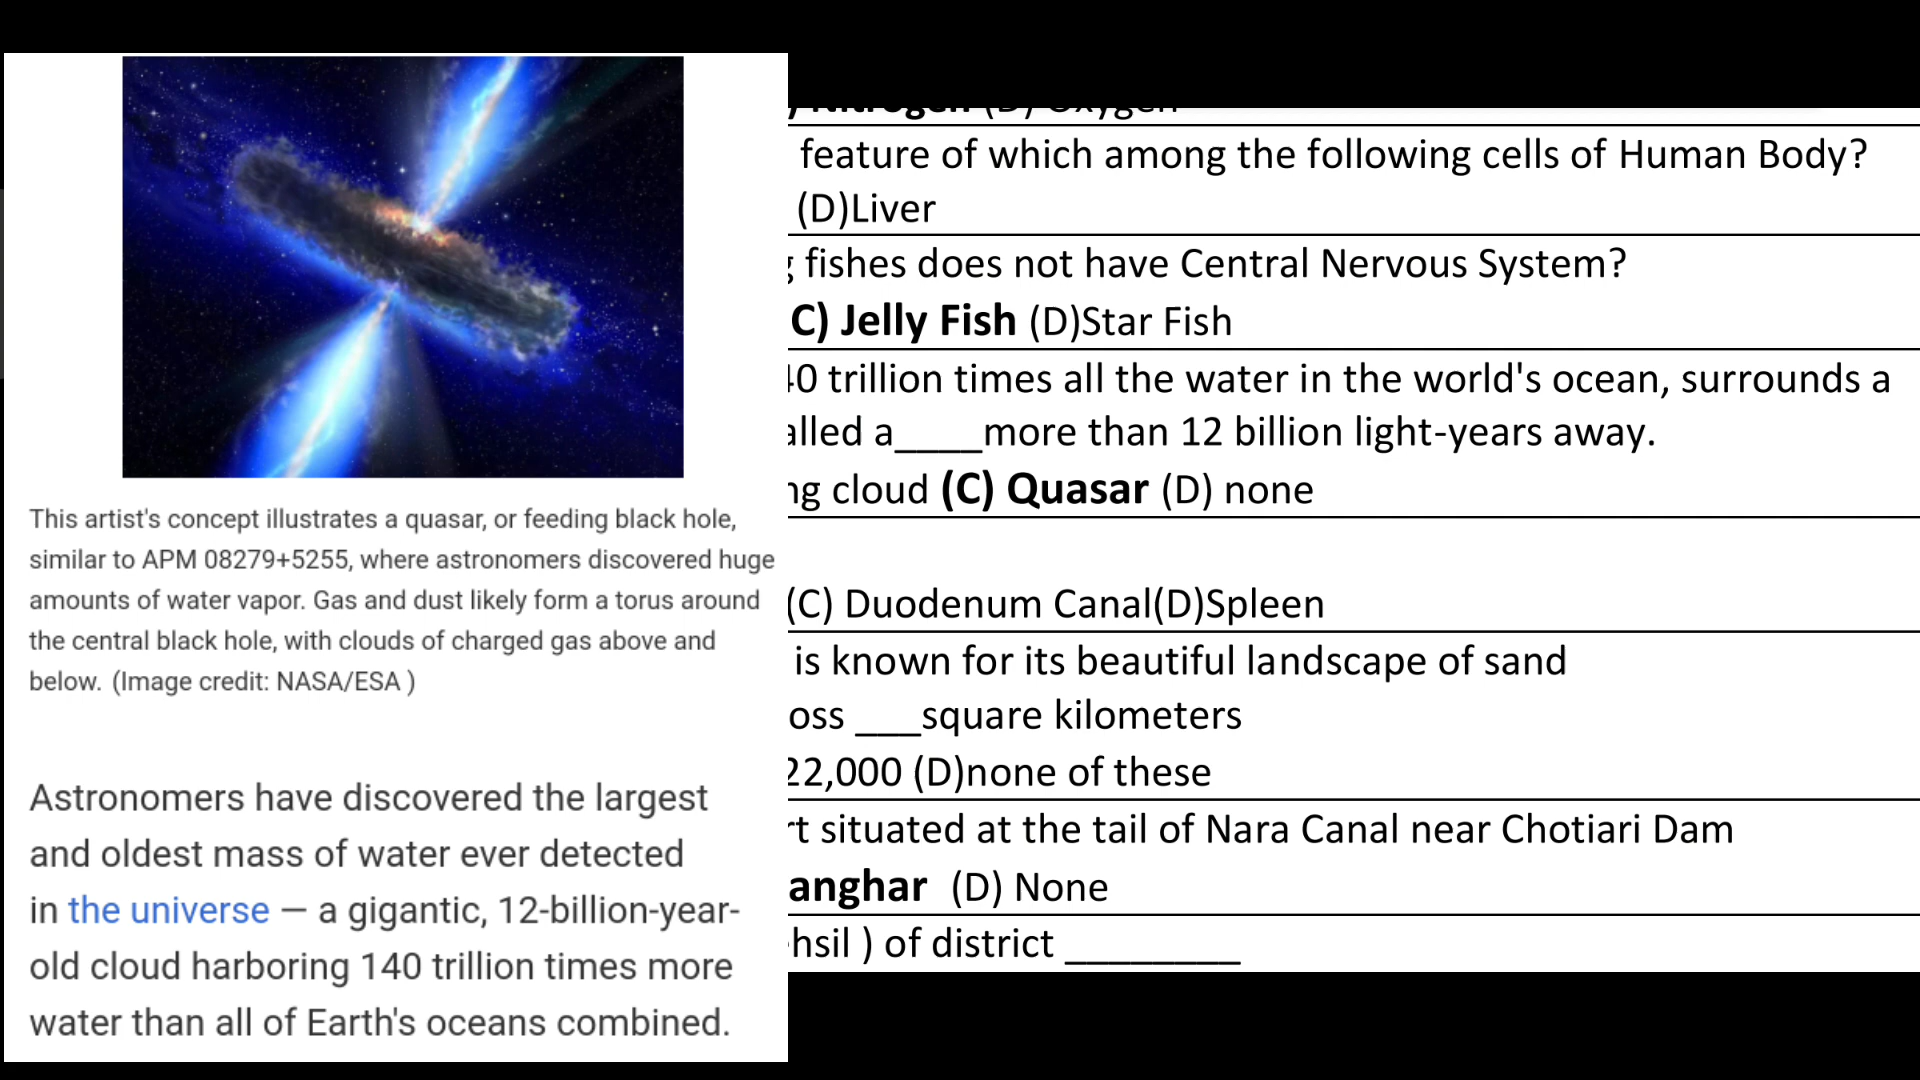 This artist's concept illustrates a quasar, or feeding black hole,
similar to APM 08279+5255, where astronomers discovered huge
amounts of water vapor. Gas and dust likely form a torus around
the central black hole, with clouds of charged gas above and
below. (Image credit: NASA/ESA )
Astronomers have discovered the largest
and oldest mass of water ever detected
in the universe — a gigantic, 12-billion-year-
old cloud harboring 140 trillion times more
water than all of Earth's oceans combined.
) Nitrogen (D) Oxygen
feature of which among the following cells of Human Body?
(D)Liver
g fishes does not have Central Nervous System?
C) Jelly Fish (D)Star Fish
40 trillion times all the water in the world's ocean, surrounds a
alled a____more than 12 billion light-years away.
ng cloud (C) Quasar (D) none
(C) Duodenum Canal(D)Spleen
is known for its beautiful landscape of sand
oss ___square kilometers
22,000 (D)none of these
rt situated at the tail of Nara Canal near Chotiari Dam
anghar (D) None
hsil ) of district ________